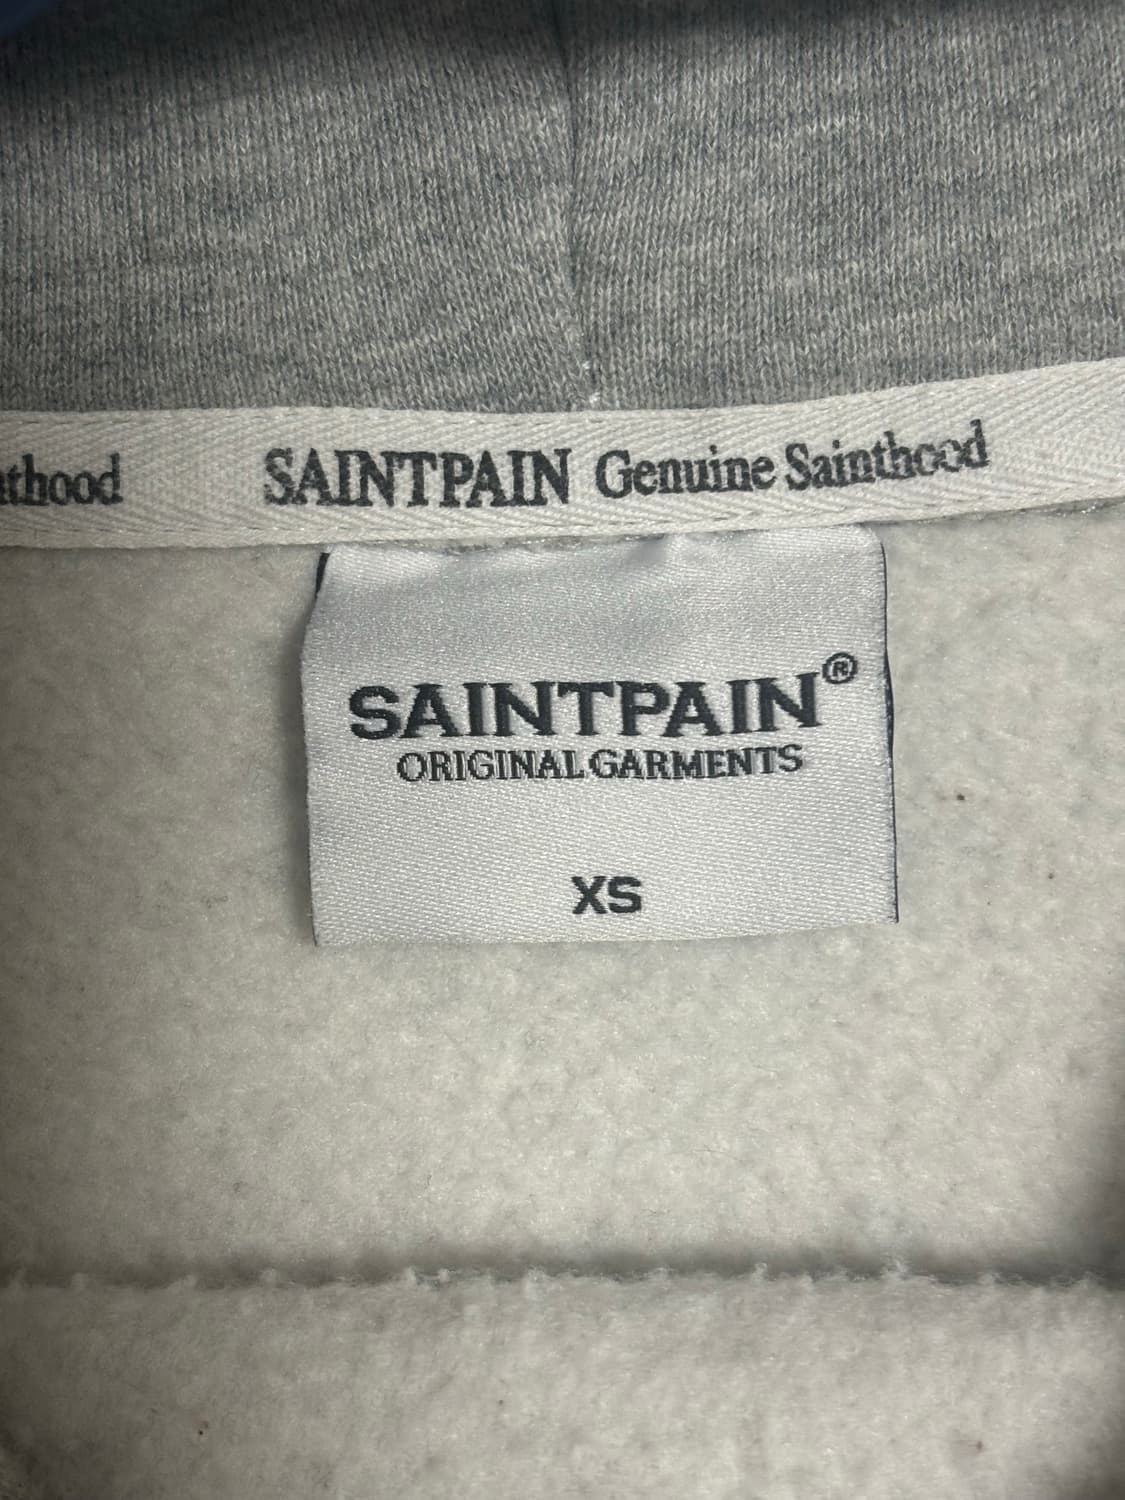 thood SAINTPAIN Genuine Sainthood
SAINTPAIN®
ORIGINAL GARMENTS
XS